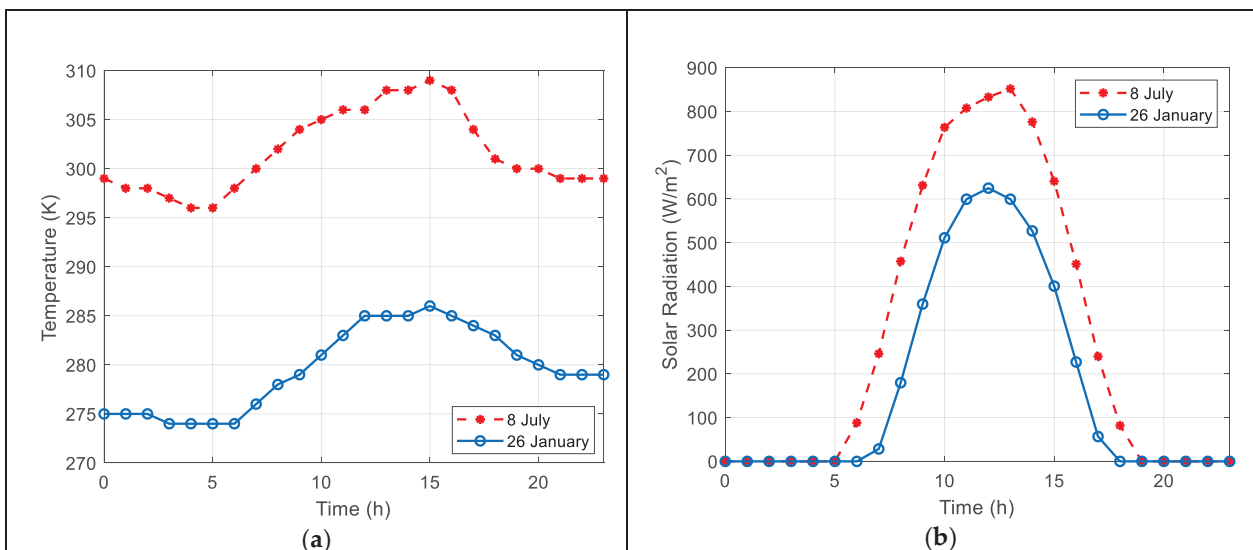 310
305
300
295
290
285
280
275
270
Temperature (K)
8 July
26 January
0 5 10 15 20
Time (h)
(a)
900
800
700
600
500
400
300
200
100
0
Solar Radiation (W/m²)
8 July
26 January
0 5 10 15 20
Time (h)
(b)